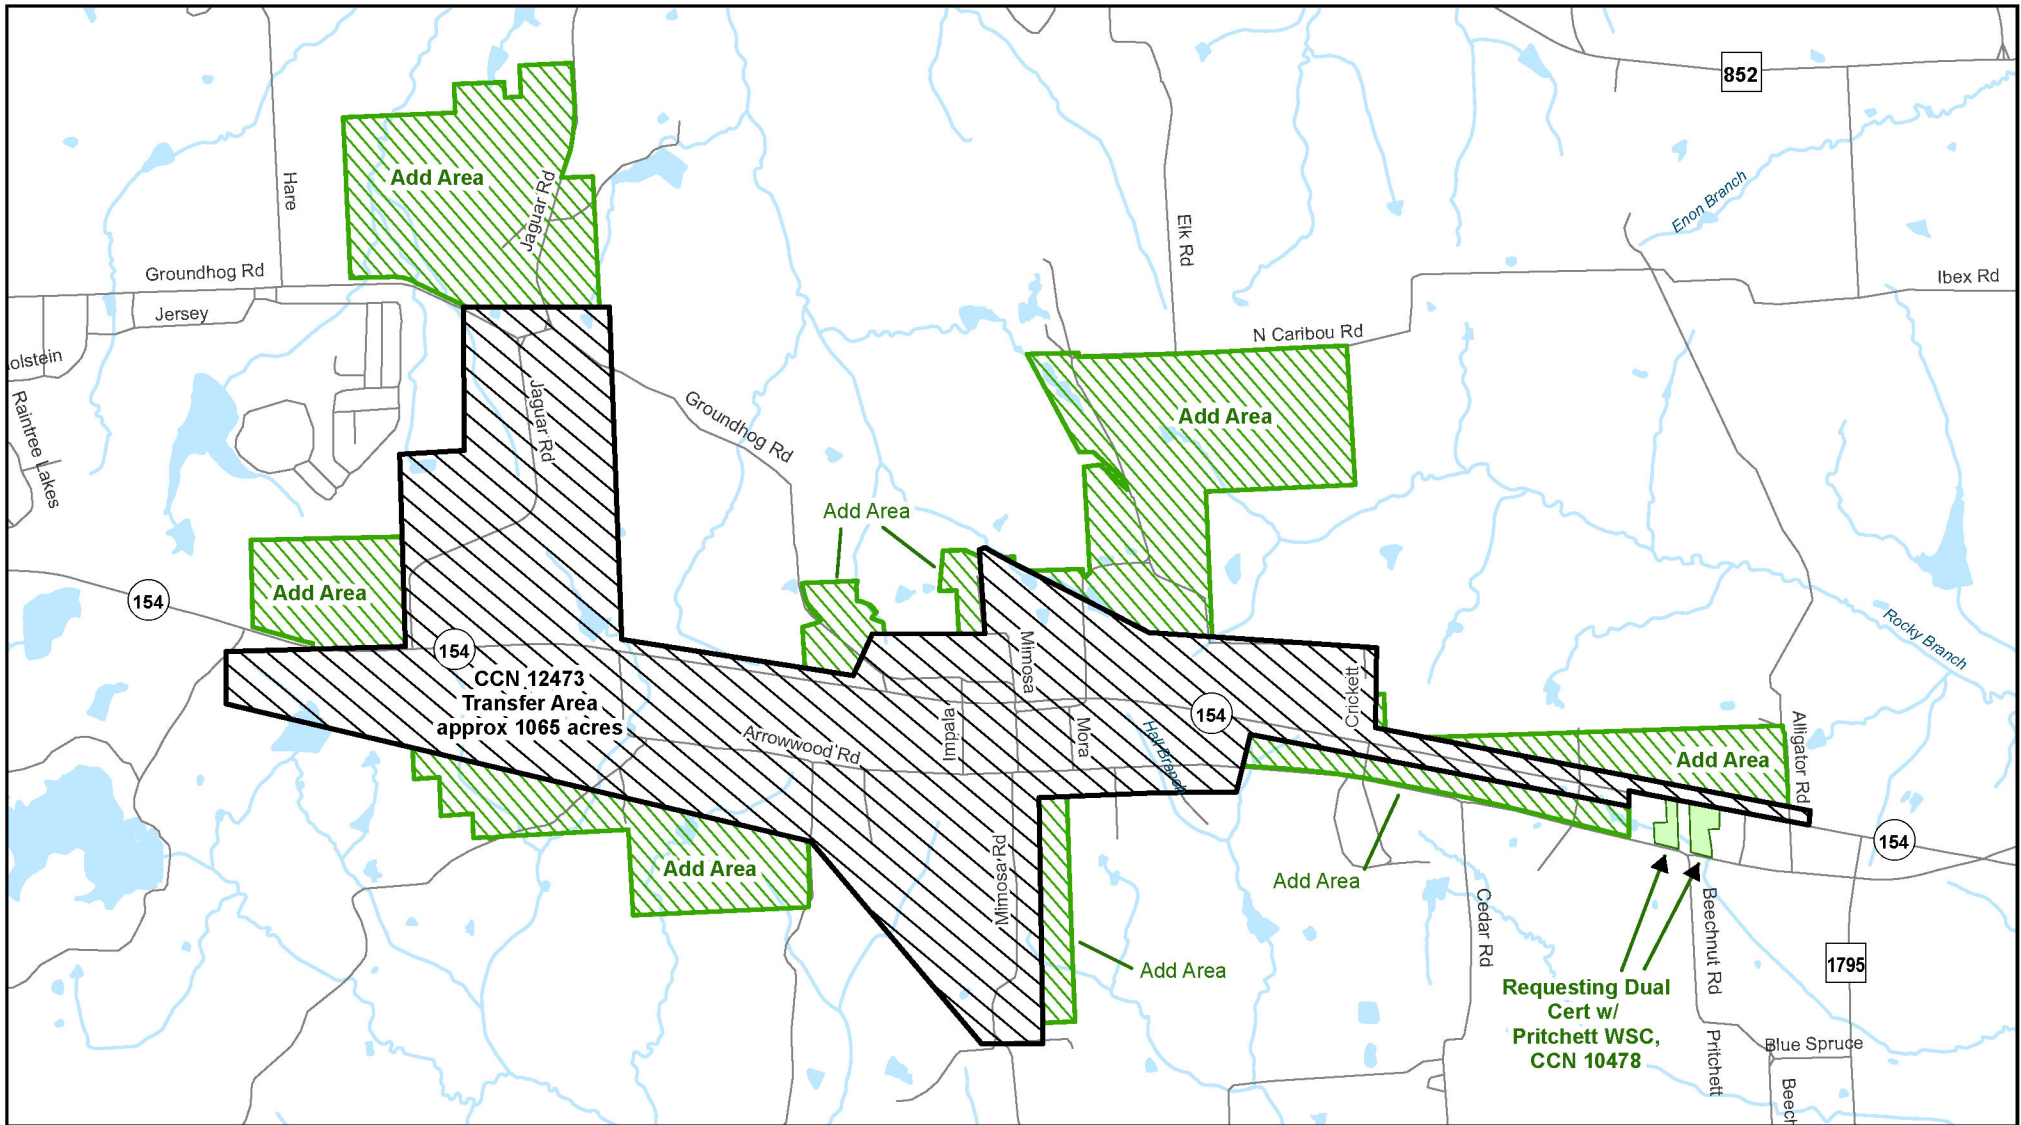 852
Add Area
Hare
Jaguar Rd
Enon Branch
Elk Rd
Groundhog Rd
Ibex Rd
Jersey
N Caribou Rd
olstein
Raintree Lakes
Jaguar Rd
Groundhog Rd
Add Area
Add Area
Add Area
154
154
Rocky Branch
CCN 12473
Transfer Area
approx 1065 acres
Mimosa
Crickett
154
Impala
Mora
Hall Branch
Arrowwood Rd
Alligator Rd
Add Area
154
Add Area
Add Area
Mimosa Rd
Cedar Rd
Beechnut Rd
Add Area
1795
Requesting Dual
Cert w/
Pritchett WSC,
CCN 10478
Pritchett
Blue Spruce
Beech